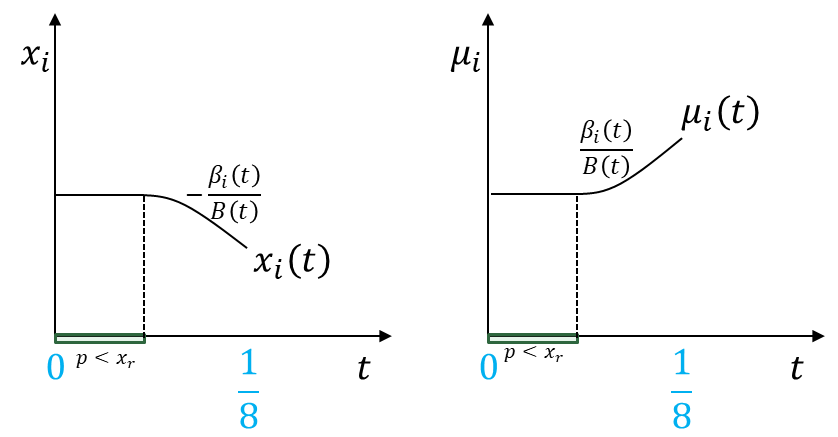 x_i
−β_i(t)/B(t)
x_i(t)
0
p < x_r
1/8
t
μ_i
β_i(t)/B(t)
μ_i(t)
0
p < x_r
1/8
t